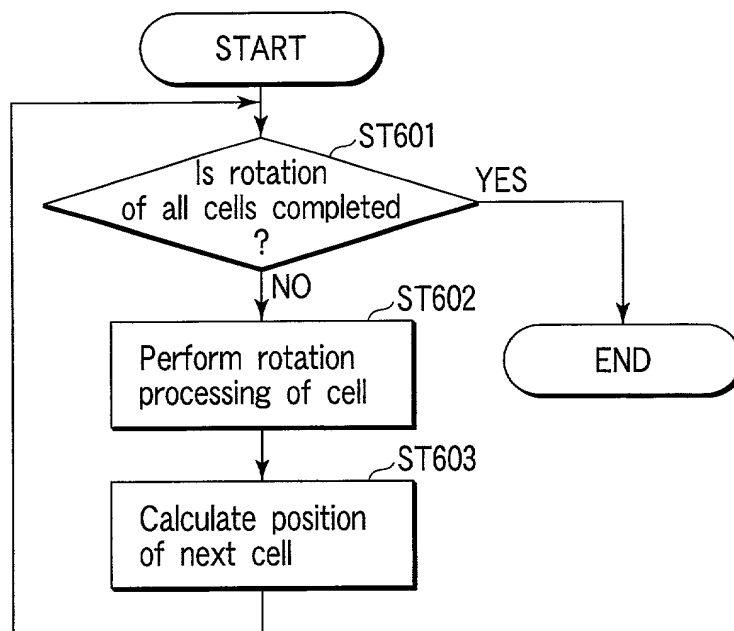 START
ST601
Is rotation
of all cells completed
?
YES
NO
ST602
Perform rotation
processing of cell
END
ST603
Calculate position
of next cell